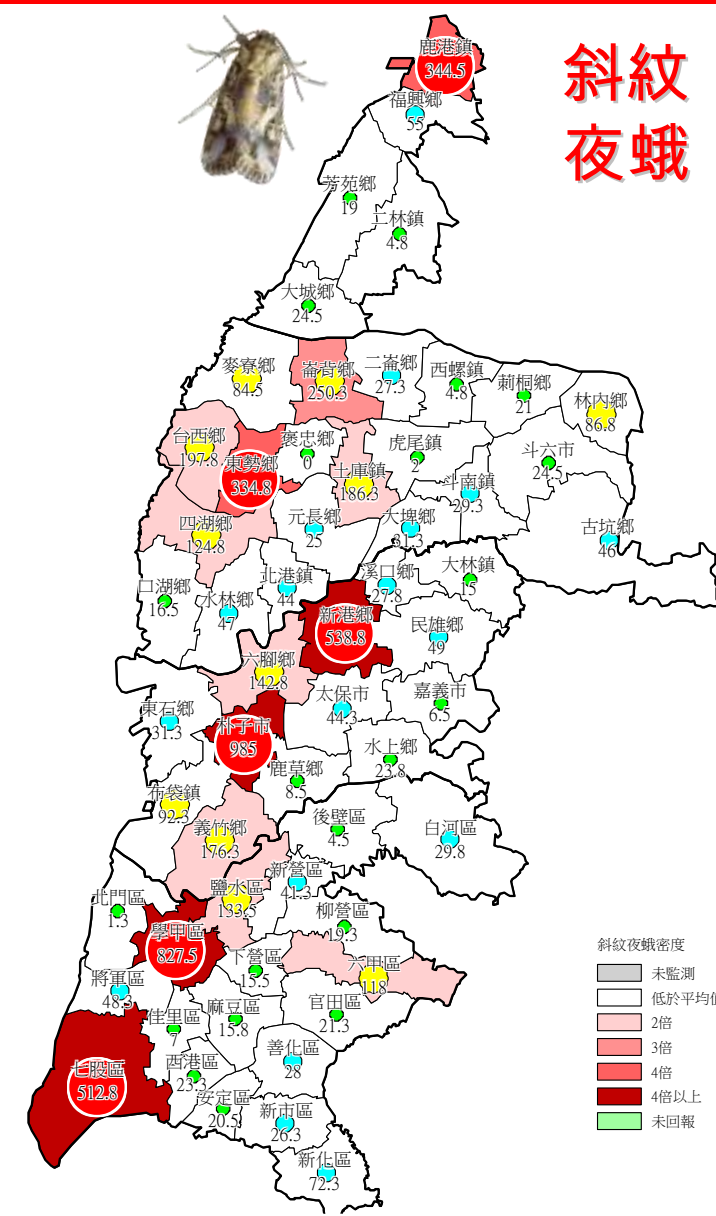 斜紋
夜蛾
鹿港鎮
344.5
福興鄉
55
芳苑鄉
19
二林鎮
4.8
大城鄉
24.5
麥寮鄉
84.5
崙背鄉
250.3
二崙鄉
27.3
西螺鎮
4.8
莿桐鄉
21
林內鄉
86.8
台西鄉
197.8
東勢鄉
334.8
褒忠鄉
0
土庫鎮
186.3
虎尾鎮
2
斗六市
24.5
斗南鎮
29.3
四湖鄉
124.8
元長鄉
25
大埤鄉
31.3
古坑鄉
46
口湖鄉
16.5
水林鄉
47
北港鎮
44
溪口鄉
27.8
大林鎮
15
新港鄉
538.8
民雄鄉
49
六腳鄉
142.8
太保市
44.3
嘉義市
6.5
東石鄉
31.3
朴子市
985
水上鄉
23.8
鹿草鄉
8.5
布袋鎮
92.3
義竹鄉
176.3
後壁區
4.5
白河區
29.8
新營區
41.3
鹽水區
133.5
北門區
1.3
柳營區
19.3
學甲區
827.5
下營區
15.5
六甲區
118
將軍區
48.3
佳里區
7
麻豆區
15.8
官田區
21.3
善化區
28
七股區
512.8
西港區
23.3
安定區
20.5
新市區
26.3
新化區
72.3
斜紋夜蛾密度
未監測
低於平均
2倍
3倍
4倍
4倍以上
未回報